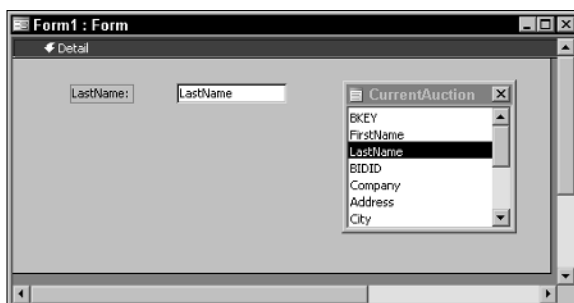 Form1 : Form
Detail
LastName:
LastName
CurrentAuction
BKEY
FirstName
LastName
BIDID
Company
Address
City